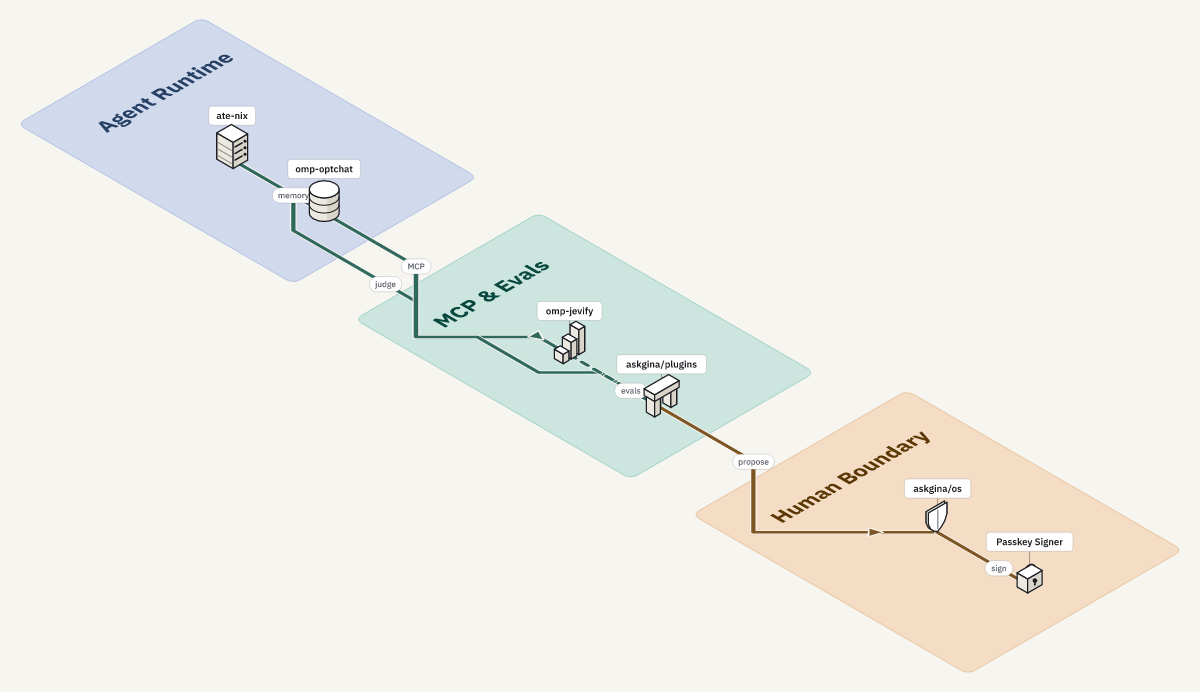 Agent Runtime
ate-nix
omp-optchat
memory
MCP
judge
MCP & Evals
omp-jevify
askgina/plugins
evals
propose
Human Boundary
askgina/os
Passkey Signer
sign